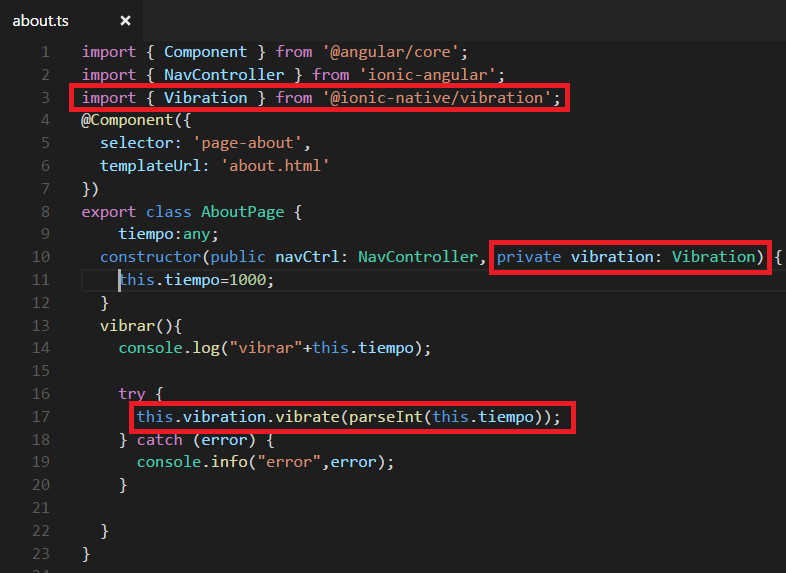 about.ts ×
1 import { Component } from '@angular/core';
2 import { NavController } from 'ionic-angular';
3 import { Vibration } from '@ionic-native/vibration';
4 @Component({
5   selector: 'page-about',
6   templateUrl: 'about.html'
7 })
8 export class AboutPage {
9     tiempo:any;
10   constructor(public navCtrl: NavController, private vibration: Vibration) {
11     this.tiempo=1000;
12   }
13   vibrar(){
14     console.log("vibrar"+this.tiempo);
15
16     try {
17       this.vibration.vibrate(parseInt(this.tiempo));
18     } catch (error) {
19       console.info("error",error);
20     }
21
22   }
23 }